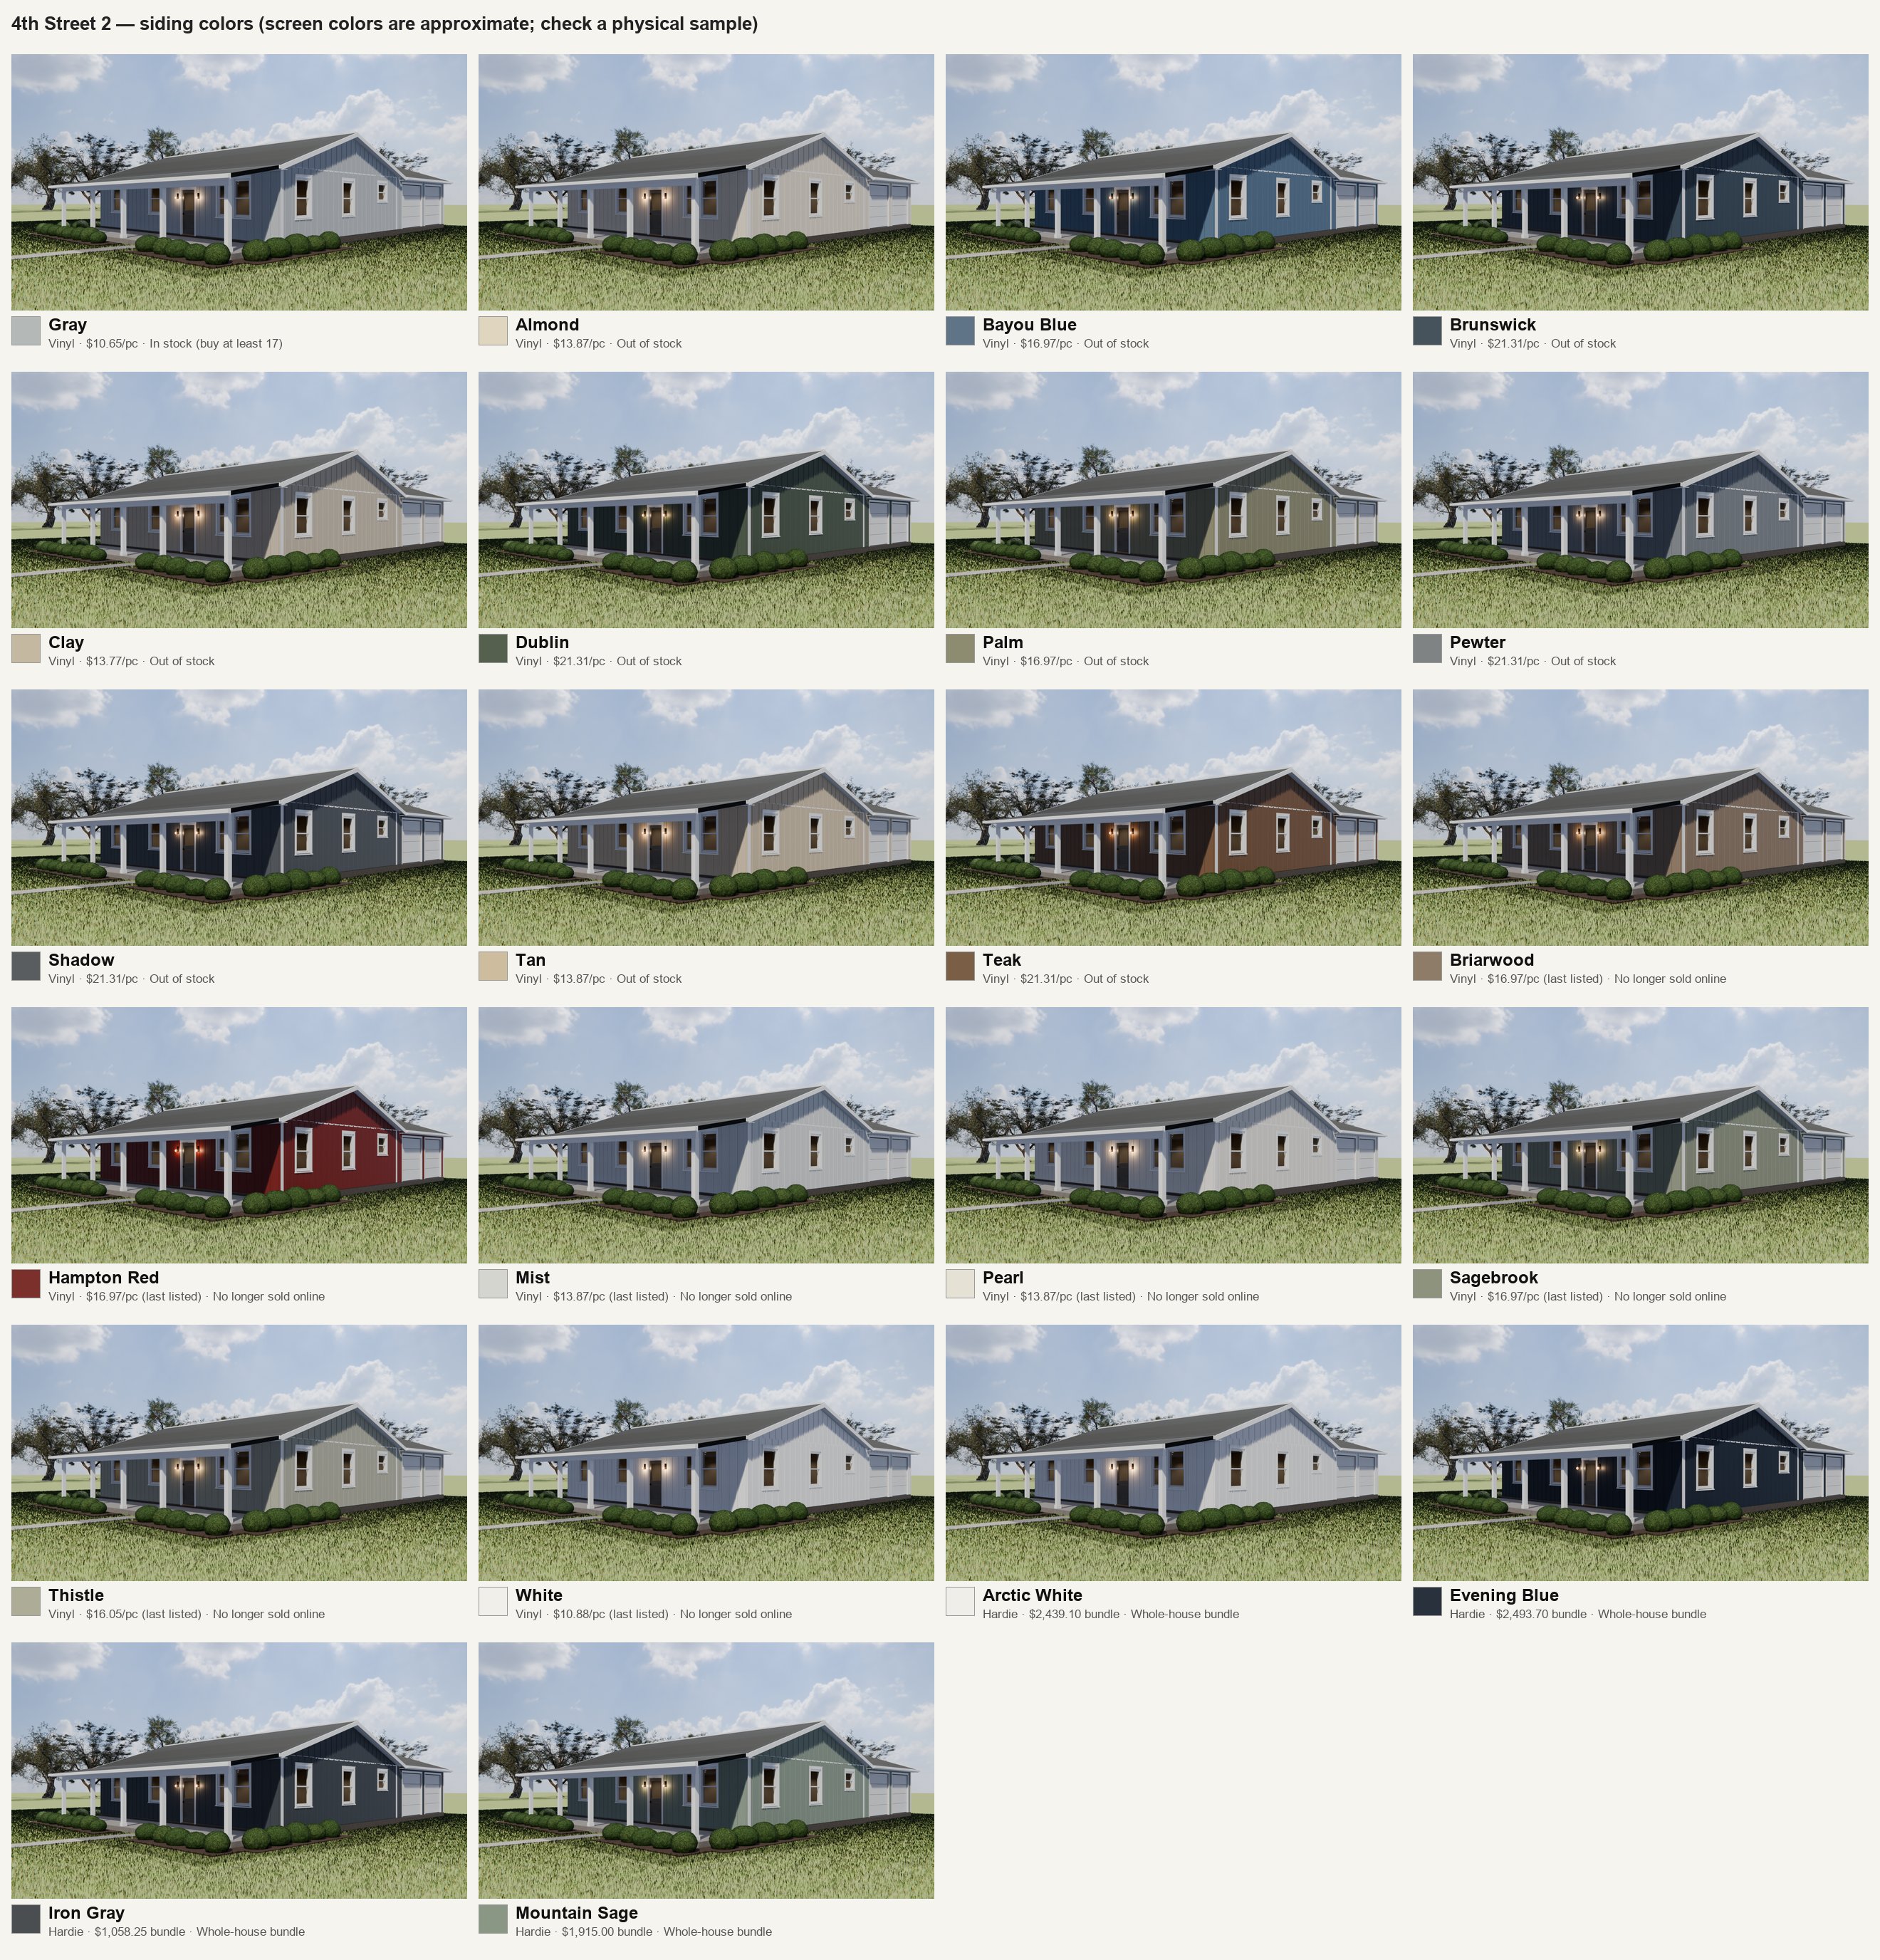 4th Street 2 — siding colors (screen colors are approximate; check a physical sample)
Gray
Vinyl · $10.65/pc · In stock (buy at least 17)
Almond
Vinyl · $13.87/pc · Out of stock
Bayou Blue
Vinyl · $16.97/pc · Out of stock
Brunswick
Vinyl · $21.31/pc · Out of stock
Clay
Vinyl · $13.77/pc · Out of stock
Dublin
Vinyl · $21.31/pc · Out of stock
Palm
Vinyl · $16.97/pc · Out of stock
Pewter
Vinyl · $21.31/pc · Out of stock
Shadow
Vinyl · $21.31/pc · Out of stock
Tan
Vinyl · $13.87/pc · Out of stock
Teak
Vinyl · $21.31/pc · Out of stock
Briarwood
Vinyl · $16.97/pc (last listed) · No longer sold online
Hampton Red
Vinyl · $16.97/pc (last listed) · No longer sold online
Mist
Vinyl · $13.87/pc (last listed) · No longer sold online
Pearl
Vinyl · $13.87/pc (last listed) · No longer sold online
Sagebrook
Vinyl · $16.97/pc (last listed) · No longer sold online
Thistle
Vinyl · $16.05/pc (last listed) · No longer sold online
White
Vinyl · $10.88/pc (last listed) · No longer sold online
Arctic White
Hardie · $2,439.10 bundle · Whole-house bundle
Evening Blue
Hardie · $2,493.70 bundle · Whole-house bundle
Iron Gray
Hardie · $1,058.25 bundle · Whole-house bundle
Mountain Sage
Hardie · $1,915.00 bundle · Whole-house bundle